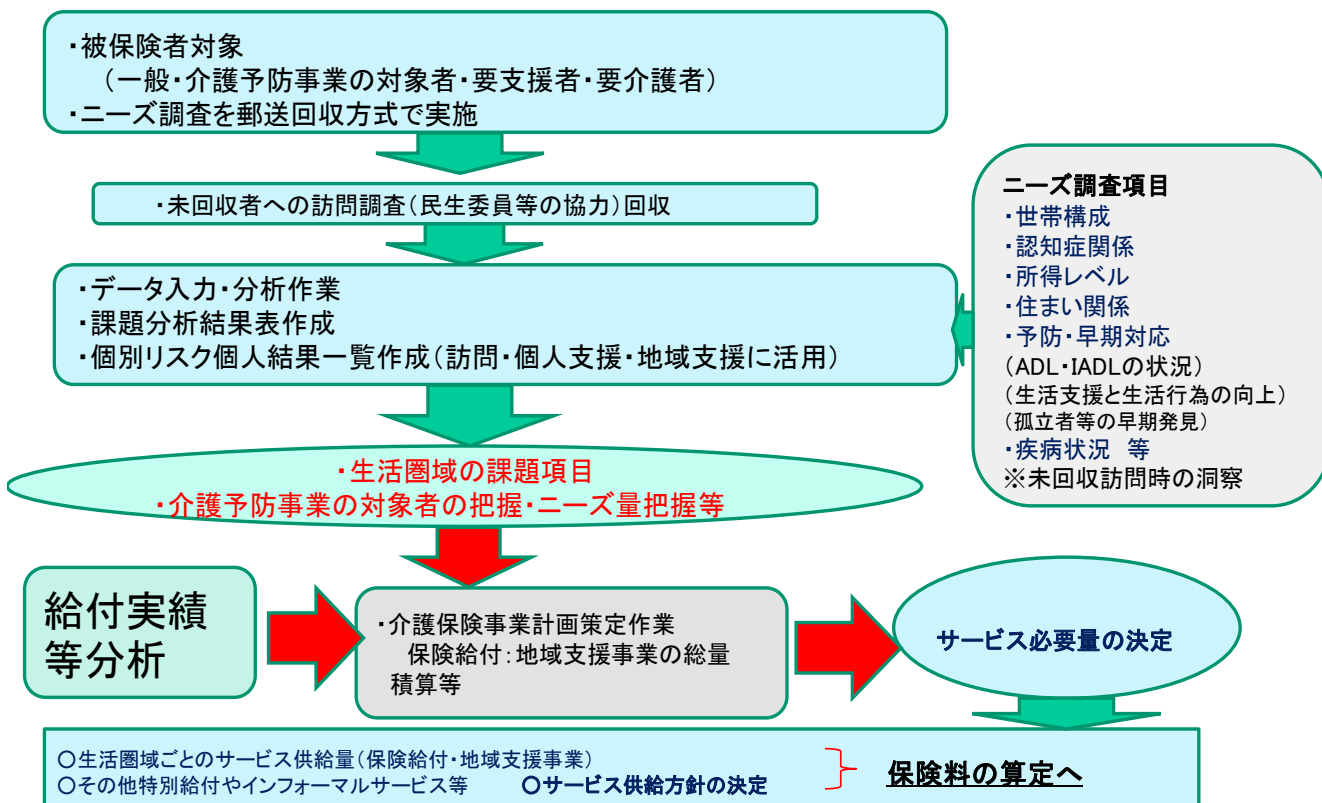 ・被保険者対象
（一般・介護予防事業の対象者・要支援者・要介護者）
・ニーズ調査を郵送回収方式で実施
・未回収者への訪問調査（民生委員等の協力）回収
・データ入力・分析作業
・課題分析結果表作成
・個別リスク個人結果一覧作成（訪問・個人支援・地域支援に活用）
ニーズ調査項目
・世帯構成
・認知症関係
・所得レベル
・住まい関係
・予防・早期対応
（ADL・IADLの状況）
（生活支援と生活行為の向上）
（孤立者等の早期発見）
・疾病状況 等
※未回収訪問時の洞察
・生活圏域の課題項目
・介護予防事業の対象者の把握・ニーズ量把握等
給付実績
等分析
・介護保険事業計画策定作業
保険給付：地域支援事業の総量
積算等
サービス必要量の決定
○生活圏域ごとのサービス供給量（保険給付・地域支援事業）
○その他特別給付やインフォーマルサービス等 ○サービス供給方針の決定
保険料の算定へ